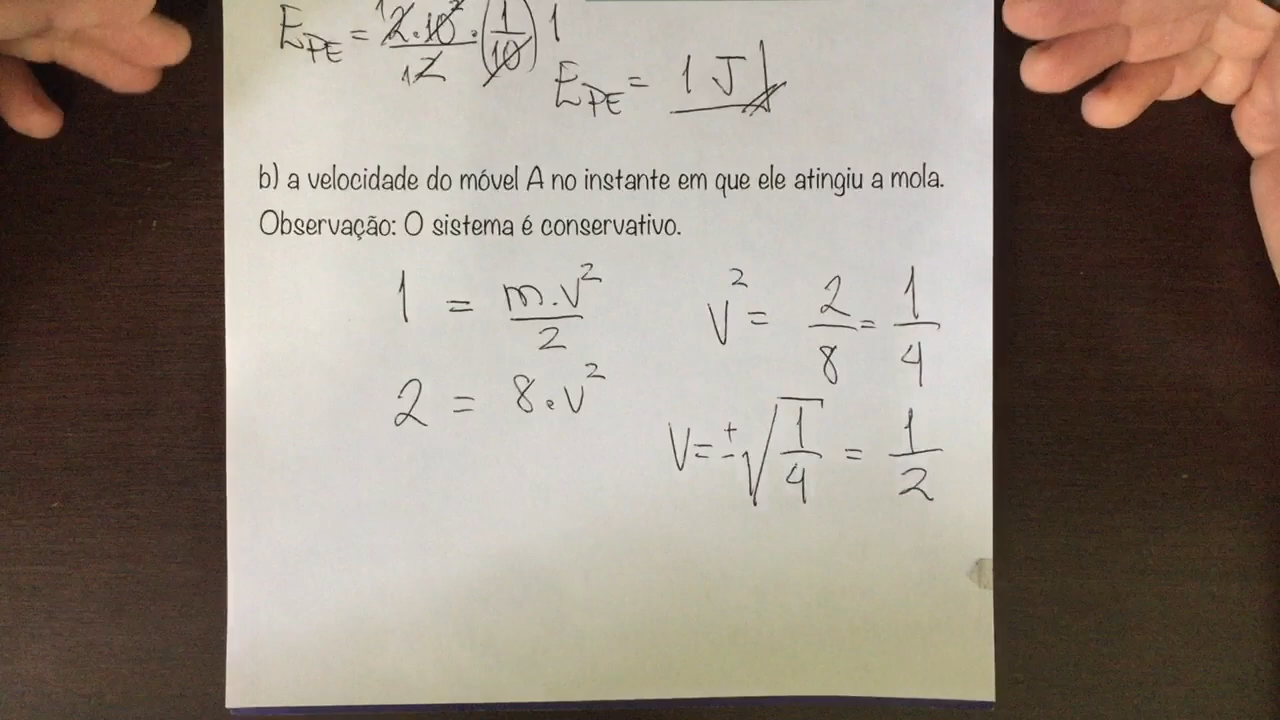 E_PE = 2.10²/2 . (1/10) 1
E_PE = 1 J
b) a velocidade do móvel A no instante em que ele atingiu a mola.
Observação: O sistema é conservativo.
1 = m.v²/2
2 = 8.v²
v² = 2/8 = 1/4
v = ±√(1/4) = 1/2